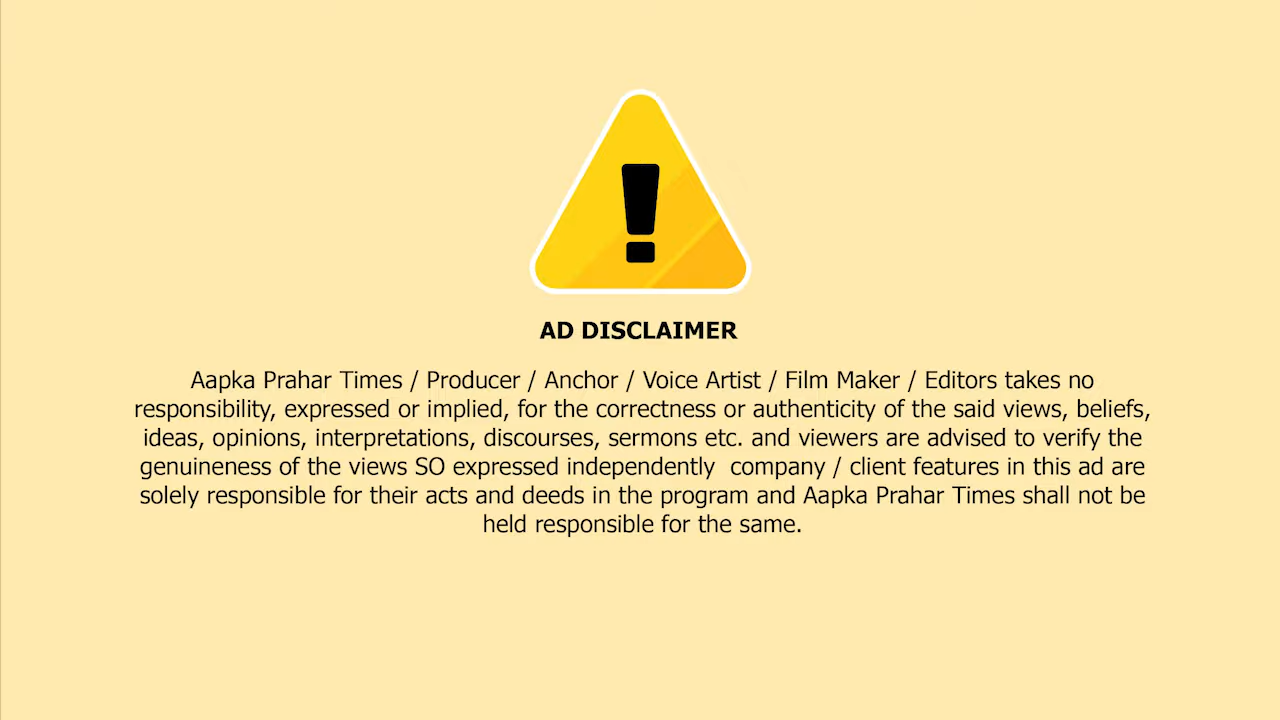 AD DISCLAIMER
Aapka Prahar Times / Producer / Anchor / Voice Artist / Film Maker / Editors takes no
responsibility, expressed or implied, for the correctness or authenticity of the said views, beliefs,
ideas, opinions, interpretations, discourses, sermons etc. and viewers are advised to verify the
genuineness of the views SO expressed independently  company / client features in this ad are
solely responsible for their acts and deeds in the program and Aapka Prahar Times shall not be
held responsible for the same.